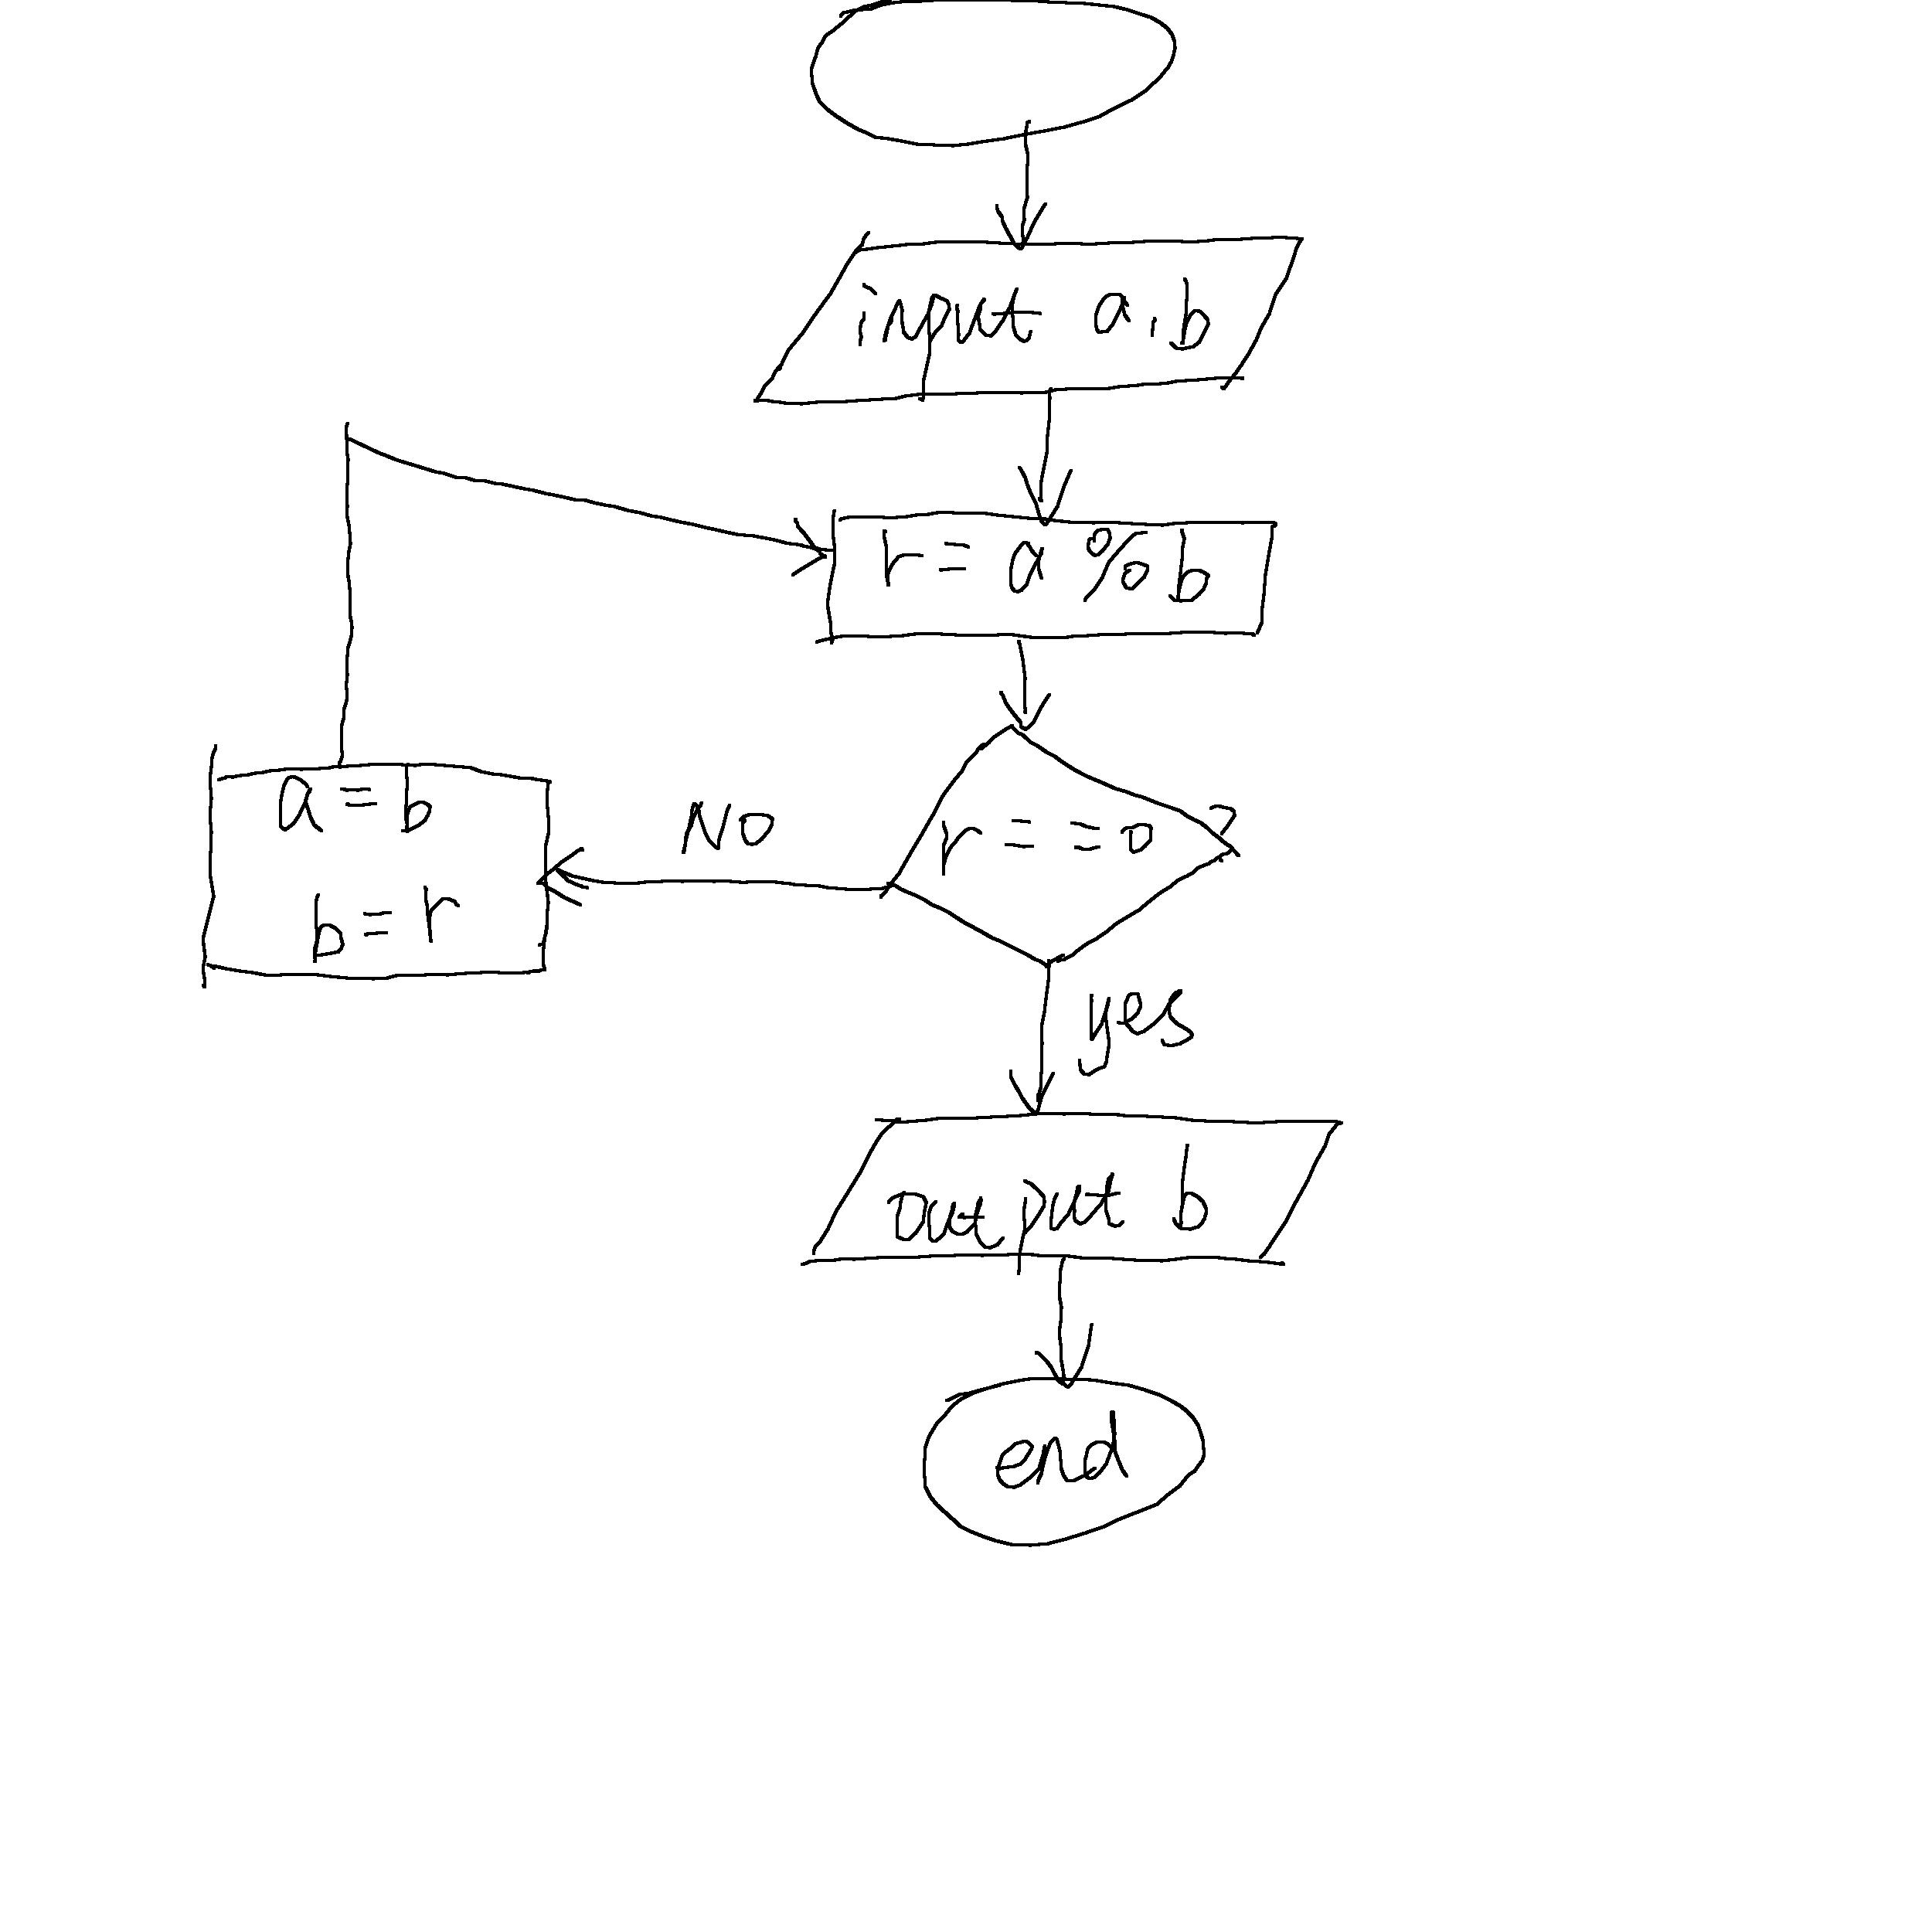 input a,b
r = a % b
r = = 0 ?
NO
a = b
b = r
yes
output b
end